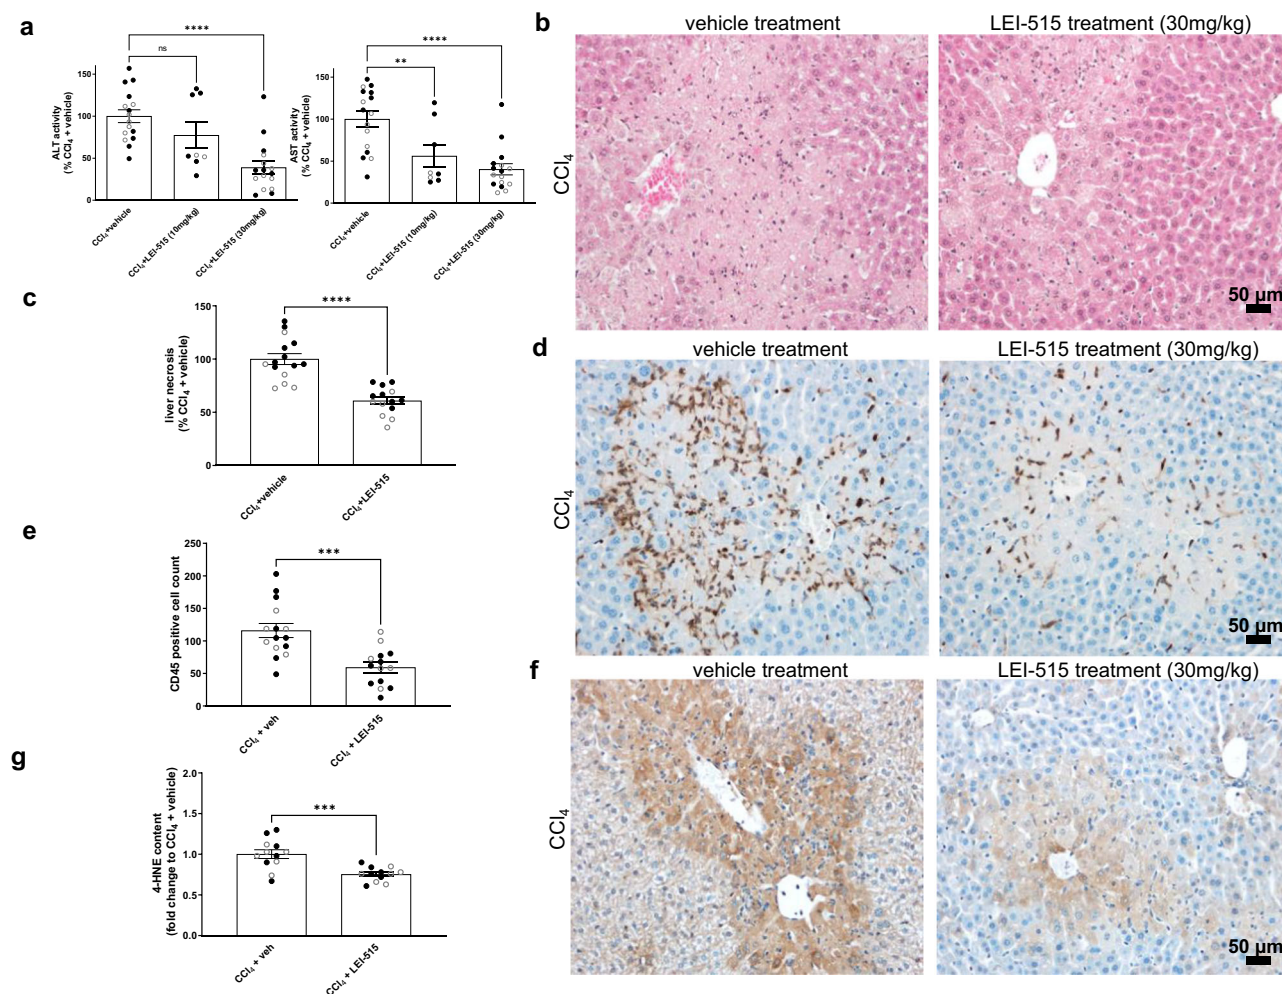 a
ALT activity
(% CCl₄ + vehicle)
150
100
50
0
ns
****
CCl₄+vehicle
CCl₄+LEI-515 (10mg/kg)
CCl₄+LEI-515 (30mg/kg)
AST activity
(% CCl₄ + vehicle)
150
100
50
0
**
****
CCl₄+vehicle
CCl₄+LEI-515 (10mg/kg)
CCl₄+LEI-515 (30mg/kg)
b
vehicle treatment
LEI-515 treatment (30mg/kg)
CCl₄
50 µm
c
liver necrosis
(% CCl₄ + vehicle)
150
100
50
0
****
CCl₄+vehicle
CCl₄+LEI-515
d
vehicle treatment
LEI-515 treatment (30mg/kg)
CCl₄
50 µm
e
CD45 positive cell count
250
200
150
100
50
0
***
CCl₄ + veh
CCl₄ + LEI-515
f
vehicle treatment
LEI-515 treatment (30mg/kg)
CCl₄
50 µm
g
4-HNE content
(fold change to CCl₄ + vehicle)
2.0
1.5
1.0
0.5
0.0
***
CCl₄ + veh
CCl₄ + LEI-515